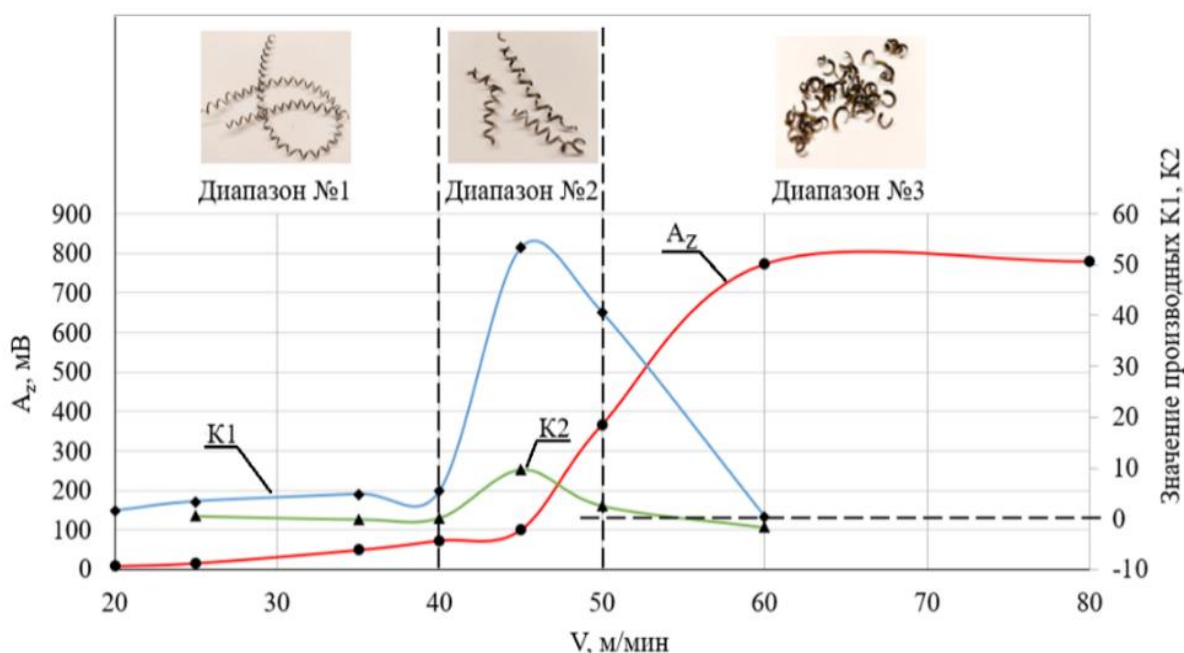 Диапазон №1
Диапазон №2
Диапазон №3
900
800
700
600
500
400
300
200
100
0
A_z, мВ
K1
K2
A_Z
60
50
40
30
20
10
0
-10
Значение производных K1, K2
20
30
40
50
60
70
80
V, м/мин